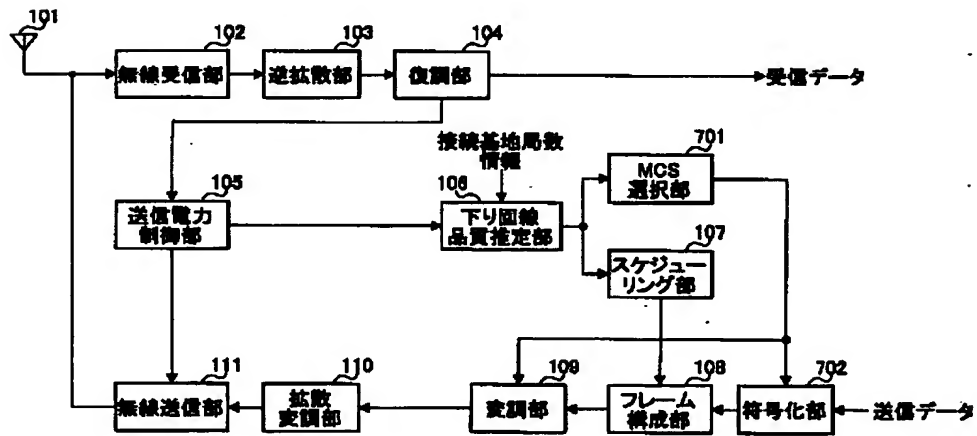 101
102
103
104
無線受信部
逆拡散部
復調部
受信データ
接続基地局数
情報
701
MCS
選択部
105
送信電力
制御部
106
下り回線
品質推定部
107
スケジュー
リング部
111
無線送信部
110
拡散
変調部
109
変調部
108
フレーム
構成部
702
符号化部
送信データ